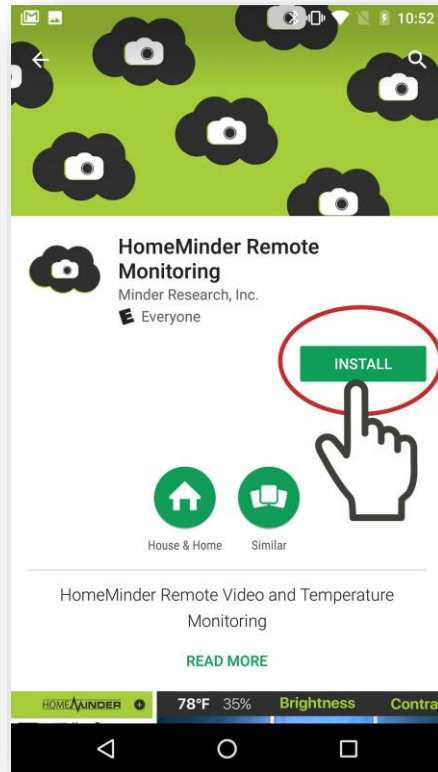 10:52
HomeMinder Remote
Monitoring
Minder Research, Inc.
E Everyone
INSTALL
House & Home Similar
HomeMinder Remote Video and Temperature
Monitoring
READ MORE
HOMEMINDER 78°F 35% Brightness Contra